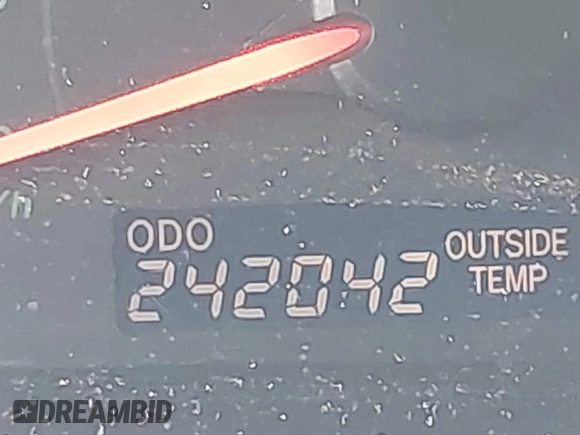 /h
ODO
242042
OUTSIDE
TEMP
DREAMBID